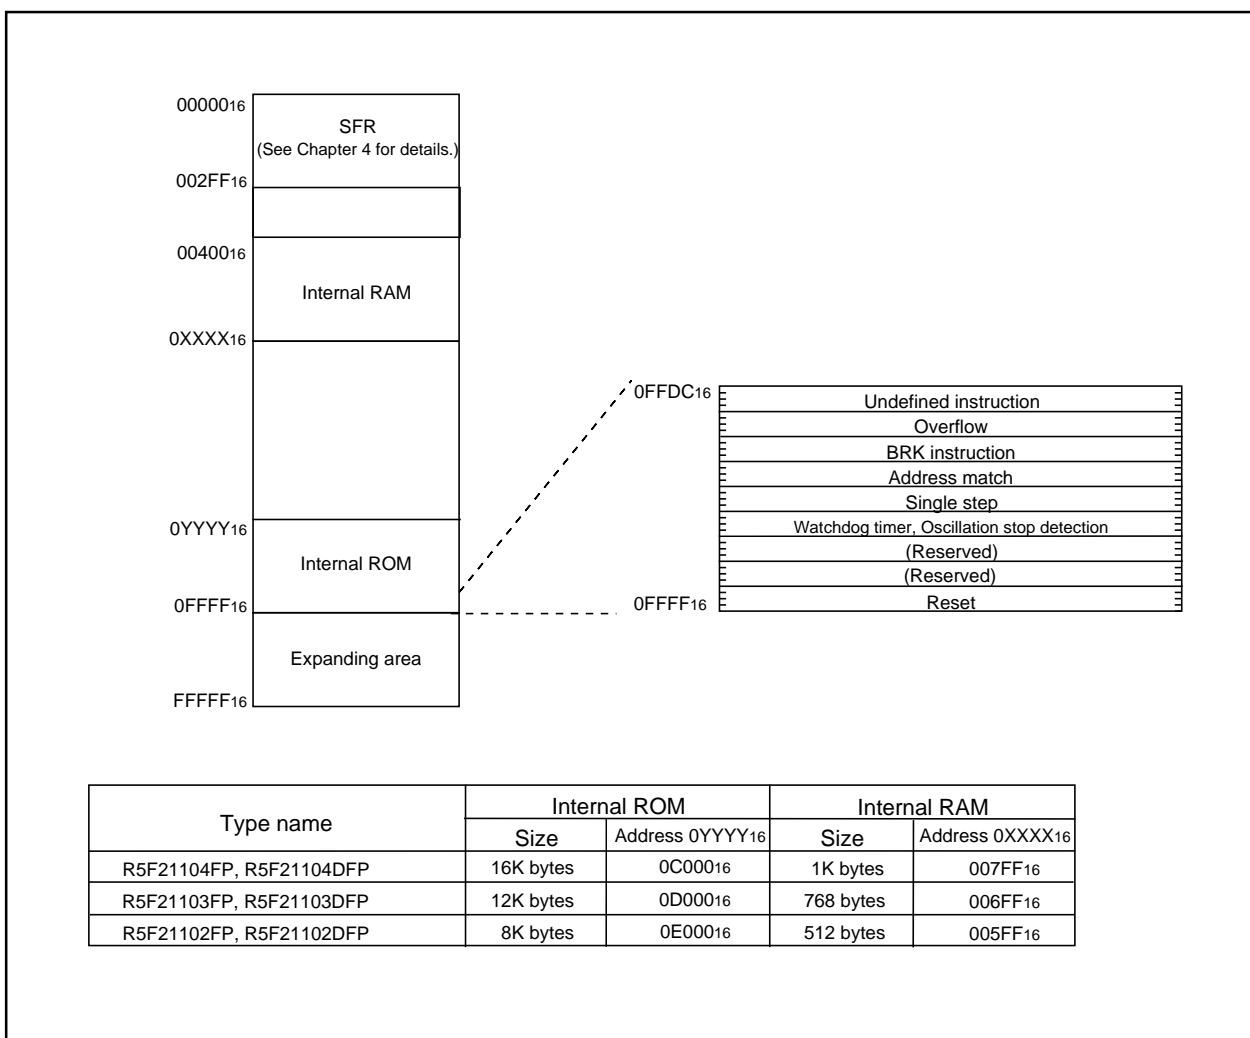 0000016
SFR
(See Chapter 4 for details.)
002FF16
0040016
Internal RAM
0XXXX16
0YYYY16
Internal ROM
0FFFF16
Expanding area
FFFFF16
0FFDC16
Undefined instruction
Overflow
BRK instruction
Address match
Single step
Watchdog timer, Oscillation stop detection
(Reserved)
(Reserved)
0FFFF16 Reset
Type name Internal ROM Internal RAM
Size Address 0YYYY16 Size Address 0XXXX16
R5F21104FP, R5F21104DFP 16K bytes 0C00016 1K bytes 007FF16
R5F21103FP, R5F21103DFP 12K bytes 0D00016 768 bytes 006FF16
R5F21102FP, R5F21102DFP 8K bytes 0E00016 512 bytes 005FF16